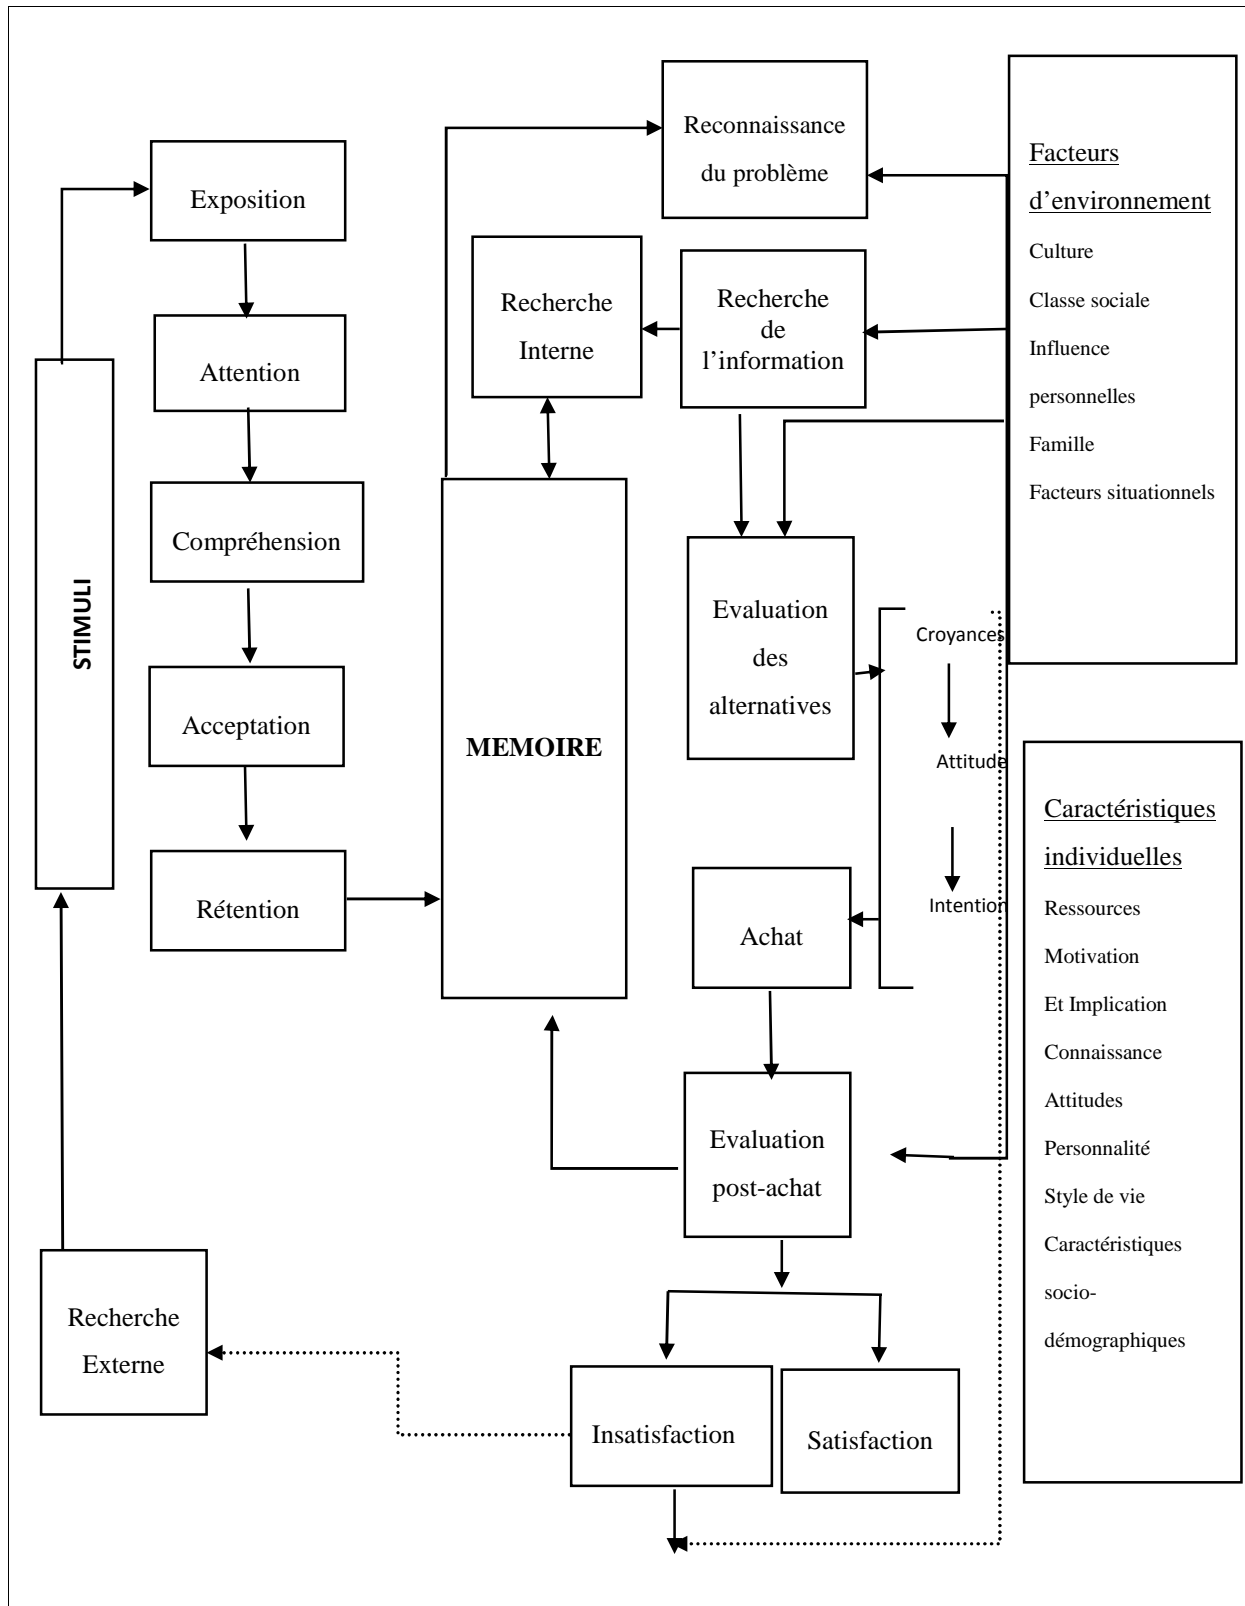 Reconnaissance
du problème
Exposition
Recherche
Interne
Recherche
de
l’information
Attention
STIMULI
Compréhension
Acceptation
Rétention
MEMOIRE
Evaluation
des
alternatives
Croyances
Attitude
Intention
Achat
Evaluation
post-achat
Recherche
Externe
Insatisfaction
Satisfaction
Facteurs
d’environnement
Culture
Classe sociale
Influence
personnelles
Famille
Facteurs situationnels
Caractéristiques
individuelles
Ressources
Motivation
Et Implication
Connaissance
Attitudes
Personnalité
Style de vie
Caractéristiques
socio-
démographiques